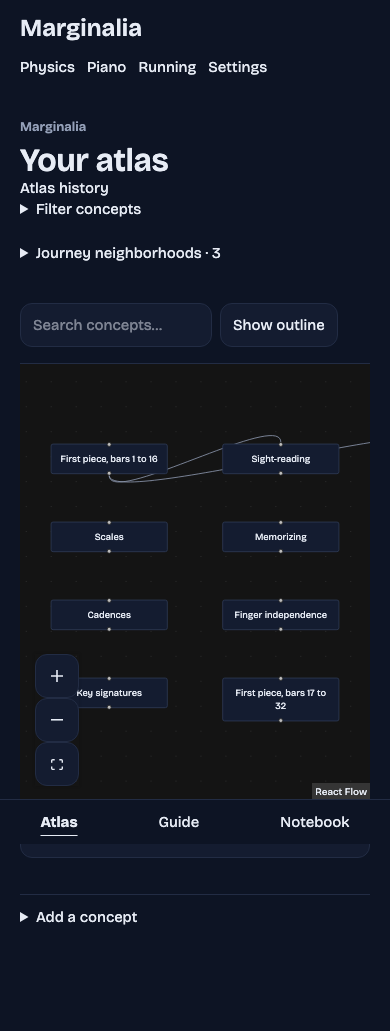 Marginalia
Physics Piano Running Settings
Marginalia
Your atlas
Atlas history
Filter concepts
Journey neighborhoods · 3
Search concepts...
Show outline
First piece, bars 1 to 16
Sight-reading
Scales
Memorizing
Cadences
Finger independence
Key signatures
First piece, bars 17 to
32
React Flow
Atlas Guide Notebook
Add a concept